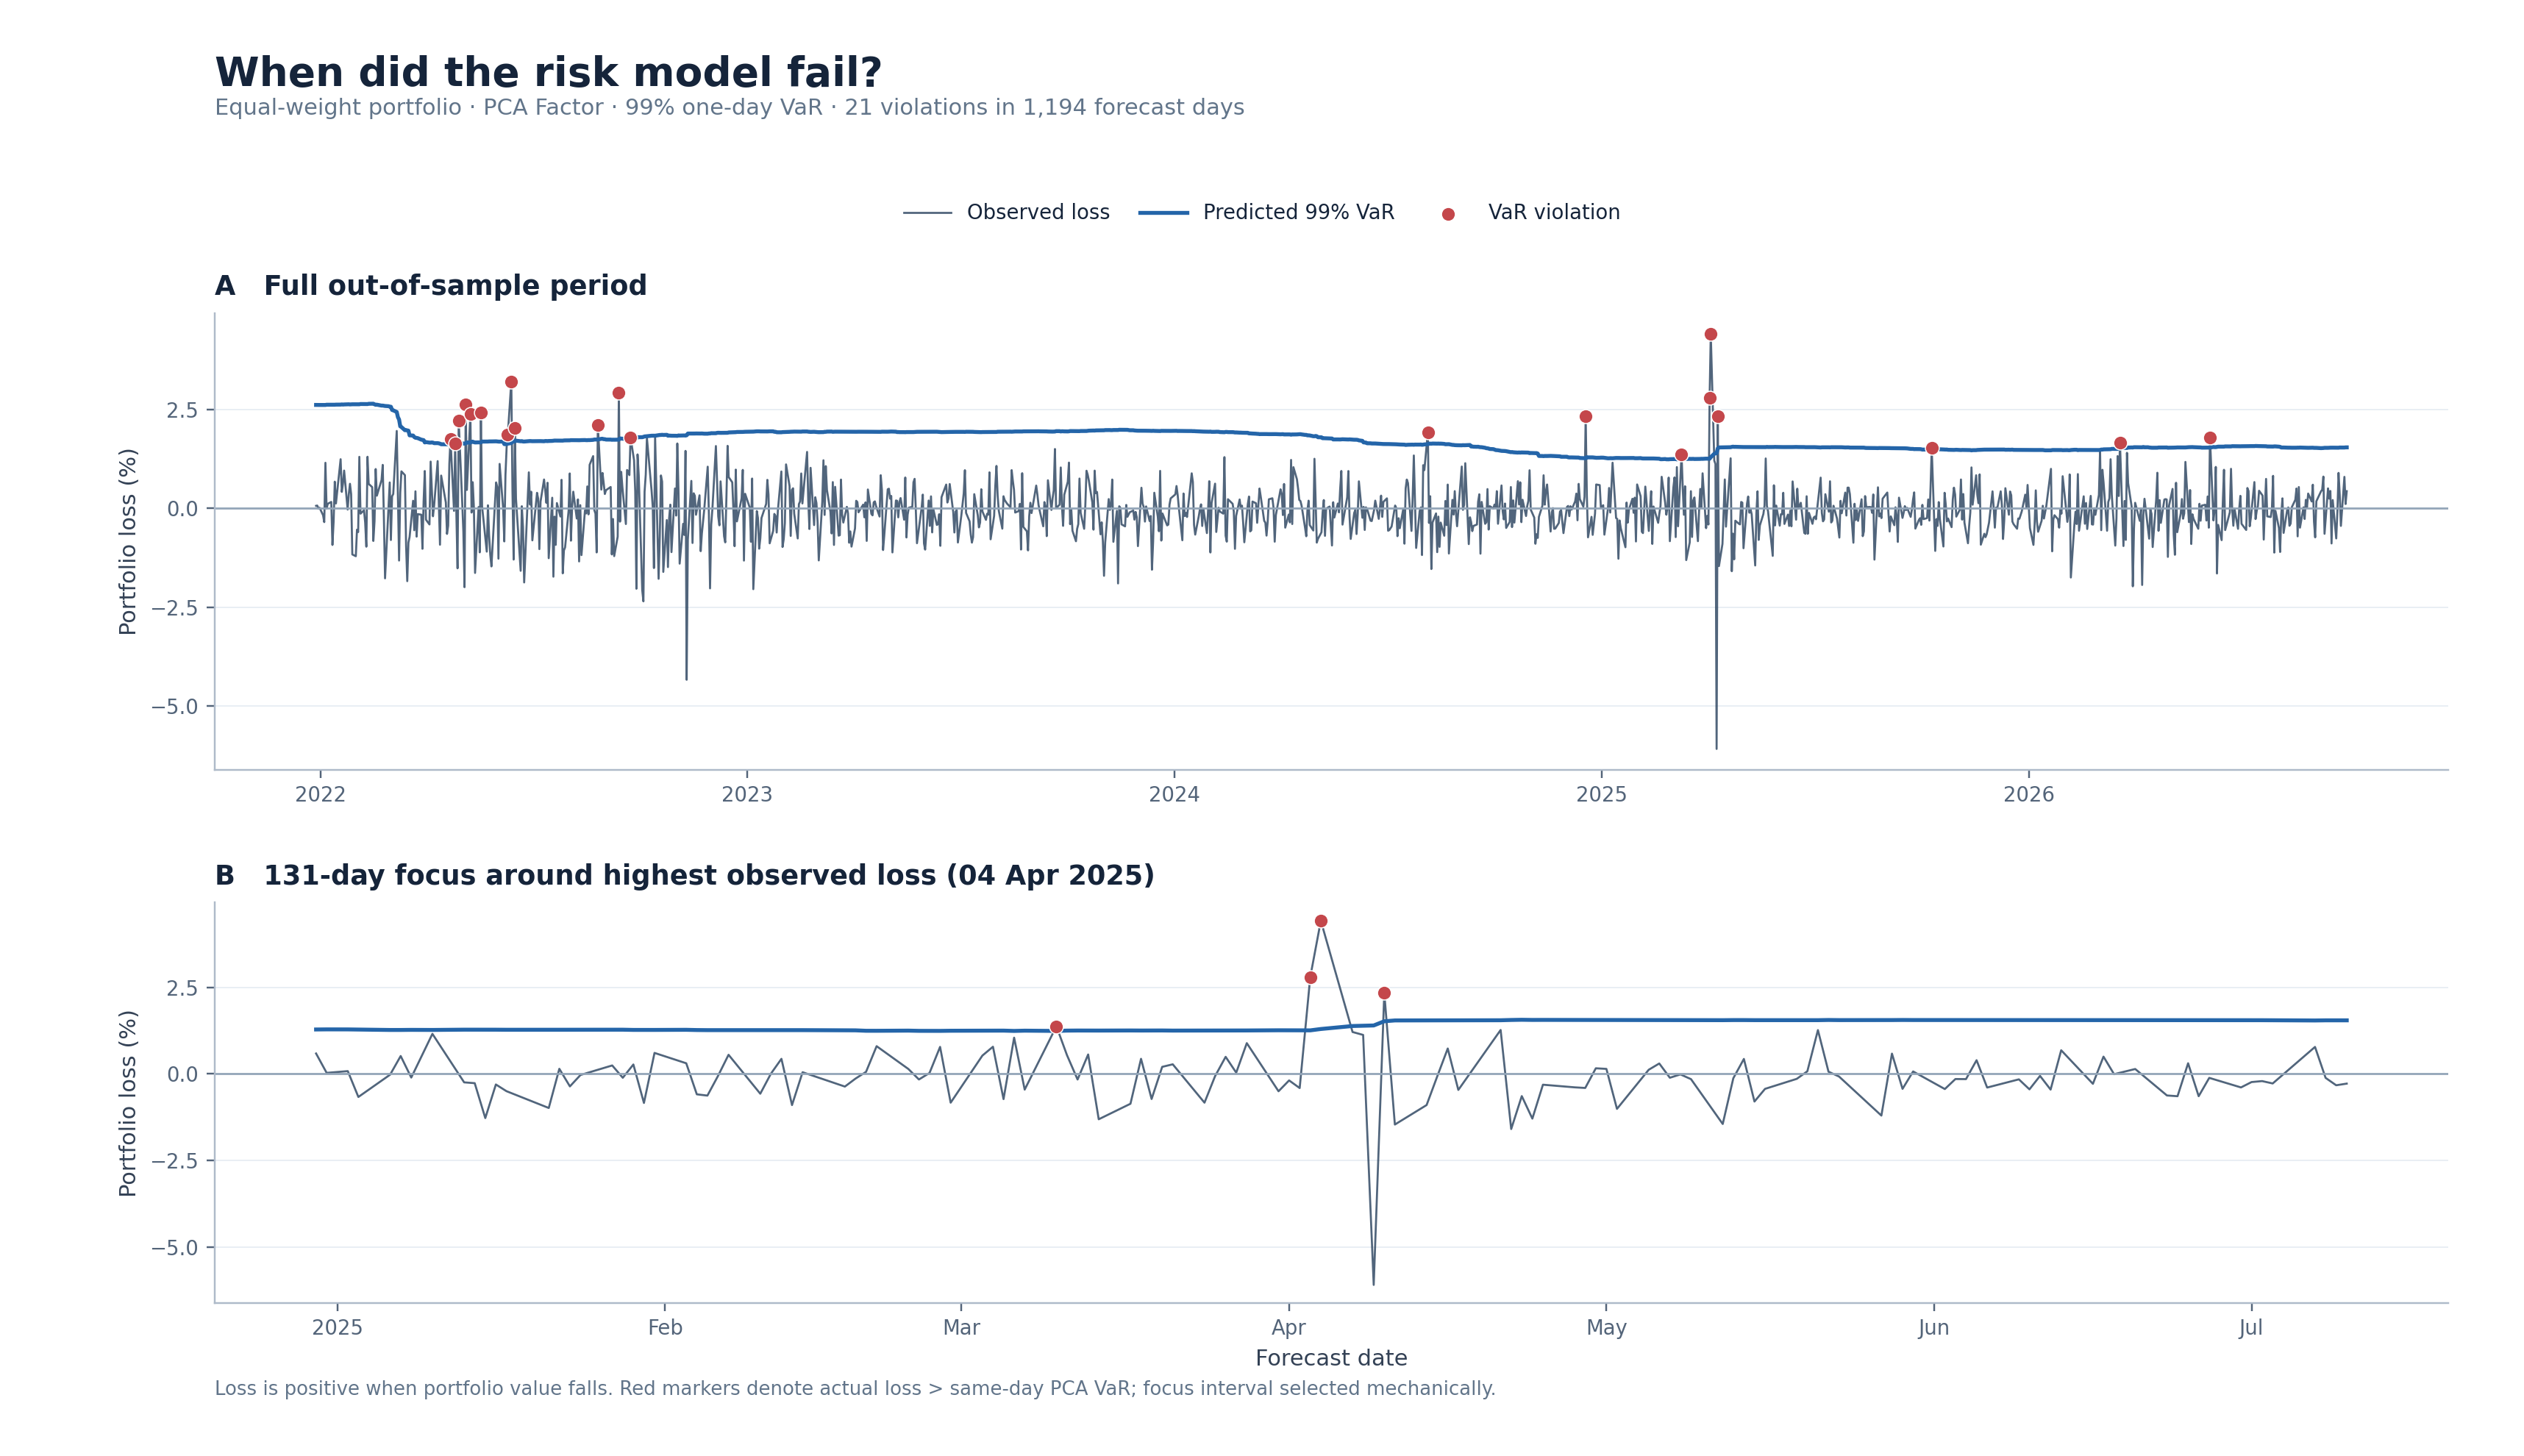 When did the risk model fail?
Equal-weight portfolio · PCA Factor · 99% one-day VaR · 21 violations in 1,194 forecast days
Observed loss
Predicted 99% VaR
VaR violation
A Full out-of-sample period
Portfolio loss (%)
2.5
0.0
−2.5
−5.0
2022
2023
2024
2025
2026
B 131-day focus around highest observed loss (04 Apr 2025)
Portfolio loss (%)
2.5
0.0
−2.5
−5.0
2025
Feb
Mar
Apr
May
Jun
Jul
Forecast date
Loss is positive when portfolio value falls. Red markers denote actual loss > same-day PCA VaR; focus interval selected mechanically.